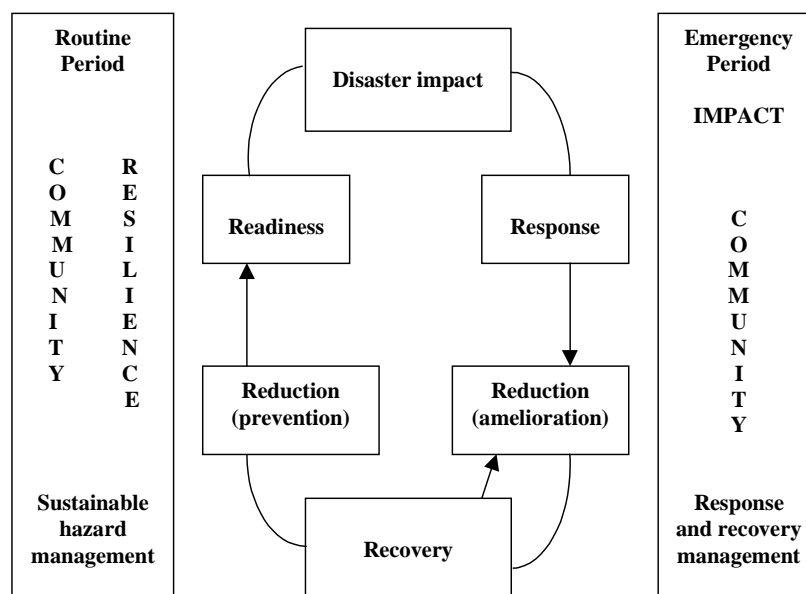 Routine
Period
C
O
M
M
U
N
I
T
Y
R
E
S
I
L
I
E
N
C
E
Sustainable
hazard
management
Disaster impact
Readiness
Response
Reduction
(prevention)
Reduction
(amelioration)
Recovery
Emergency
Period
IMPACT
C
O
M
M
U
N
I
T
Y
Response
and recovery
management